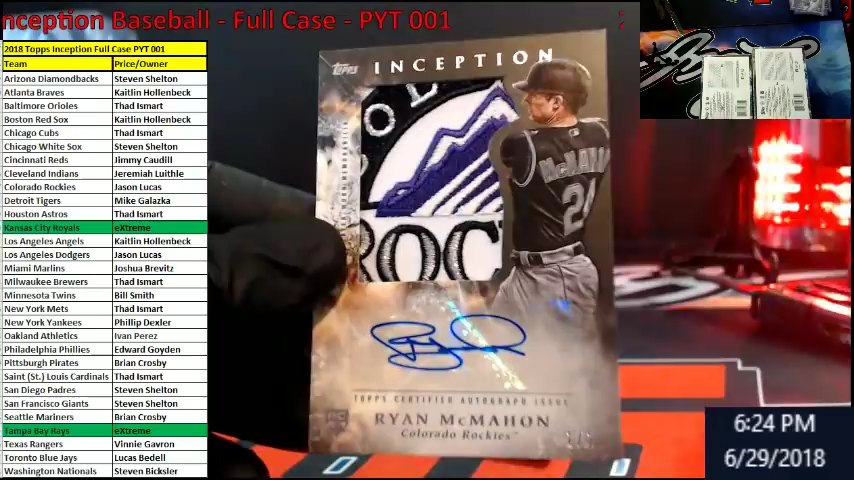 nception Baseball - Full Case - PYT 001
2018 Topps Inception Full Case PYT 001
Team Price/Owner
Arizona Diamondbacks Steven Shelton
Atlanta Braves Kaitlin Hollenbeck
Baltimore Orioles Thad Ismart
Boston Red Sox Kaitlin Hollenbeck
Chicago Cubs Thad Ismart
Chicago White Sox Steven Shelton
Cincinnati Reds Jimmy Caudill
Cleveland Indians Jeremiah Luithle
Colorado Rockies Jason Lucas
Detroit Tigers Mike Galazka
Houston Astros Thad Ismart
Kansas City Royals eXtreme
Los Angeles Angels Kaitlin Hollenbeck
Los Angeles Dodgers Jason Lucas
Miami Marlins Joshua Brevitz
Milwaukee Brewers Thad Ismart
Minnesota Twins Bill Smith
New York Mets Thad Ismart
New York Yankees Phillip Dexler
Oakland Athletics Ivan Perez
Philadelphia Phillies Edward Goyden
Pittsburgh Pirates Brian Crosby
Saint (St.) Louis Cardinals Thad Ismart
San Diego Padres Steven Shelton
San Francisco Giants Steven Shelton
Seattle Mariners Brian Crosby
Tampa Bay Rays eXtreme
Texas Rangers Vinnie Gavron
Toronto Blue Jays Lucas Bedell
Washington Nationals Steven Bicksler
Topps INCEPTION
OL
ROC
McMAH
24
TOPPS CERTIFIED AUTOGRAPH ISSUE
RC
RYAN McMAHON
Colorado Rockies
1/1
6:24 PM
6/29/2018